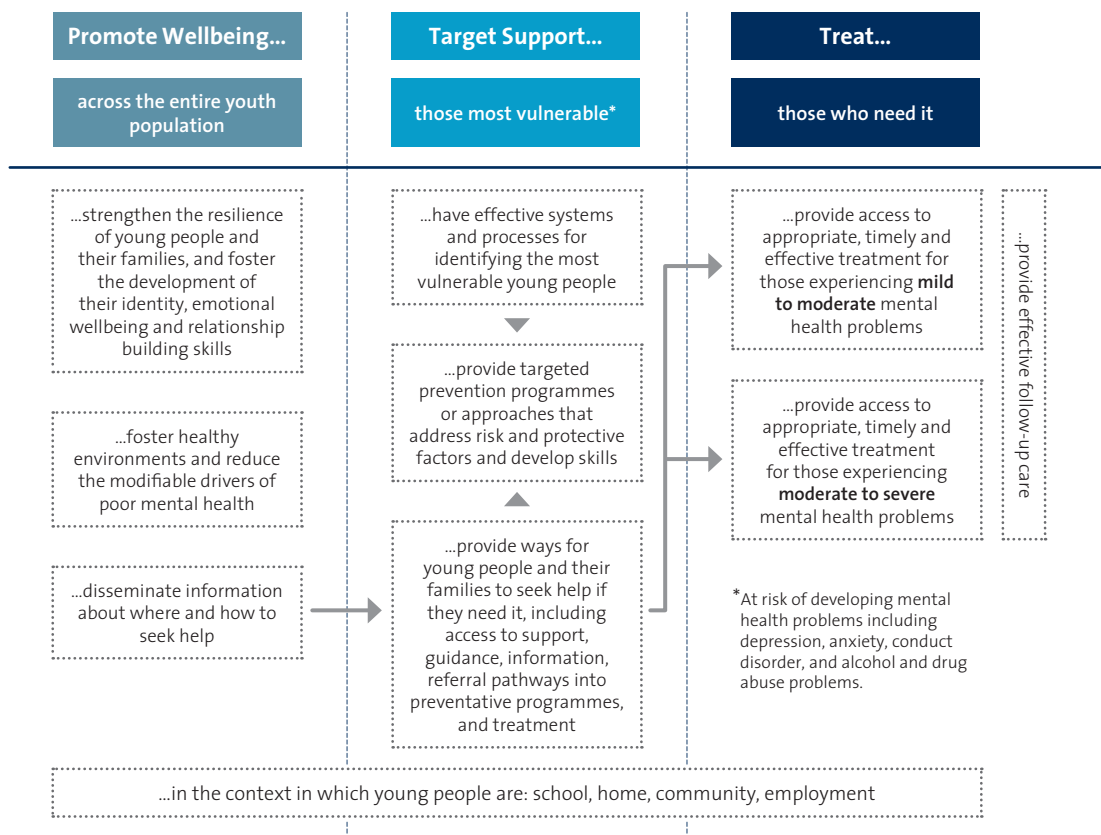 Promote Wellbeing...
across the entire youth
population
...strengthen the resilience
of young people and
their families, and foster
the development of
their identity, emotional
wellbeing and relationship
building skills
...foster healthy
environments and reduce
the modifiable drivers of
poor mental health
...disseminate information
about where and how to
seek help
Target Support...
those most vulnerable*
...have effective systems
and processes for
identifying the most
vulnerable young people
...provide targeted
prevention programmes
or approaches that
address risk and protective
factors and develop skills
...provide ways for
young people and their
families to seek help if
they need it, including
access to support,
guidance, information,
referral pathways into
preventative programmes,
and treatment
Treat...
those who need it
...provide access to
appropriate, timely and
effective treatment for
those experiencing mild
to moderate mental
health problems
...provide access to
appropriate, timely and
effective treatment
for those experiencing
moderate to severe
mental health problems
...provide effective follow-up care
*At risk of developing mental
health problems including
depression, anxiety, conduct
disorder, and alcohol and drug
abuse problems.
...in the context in which young people are: school, home, community, employment